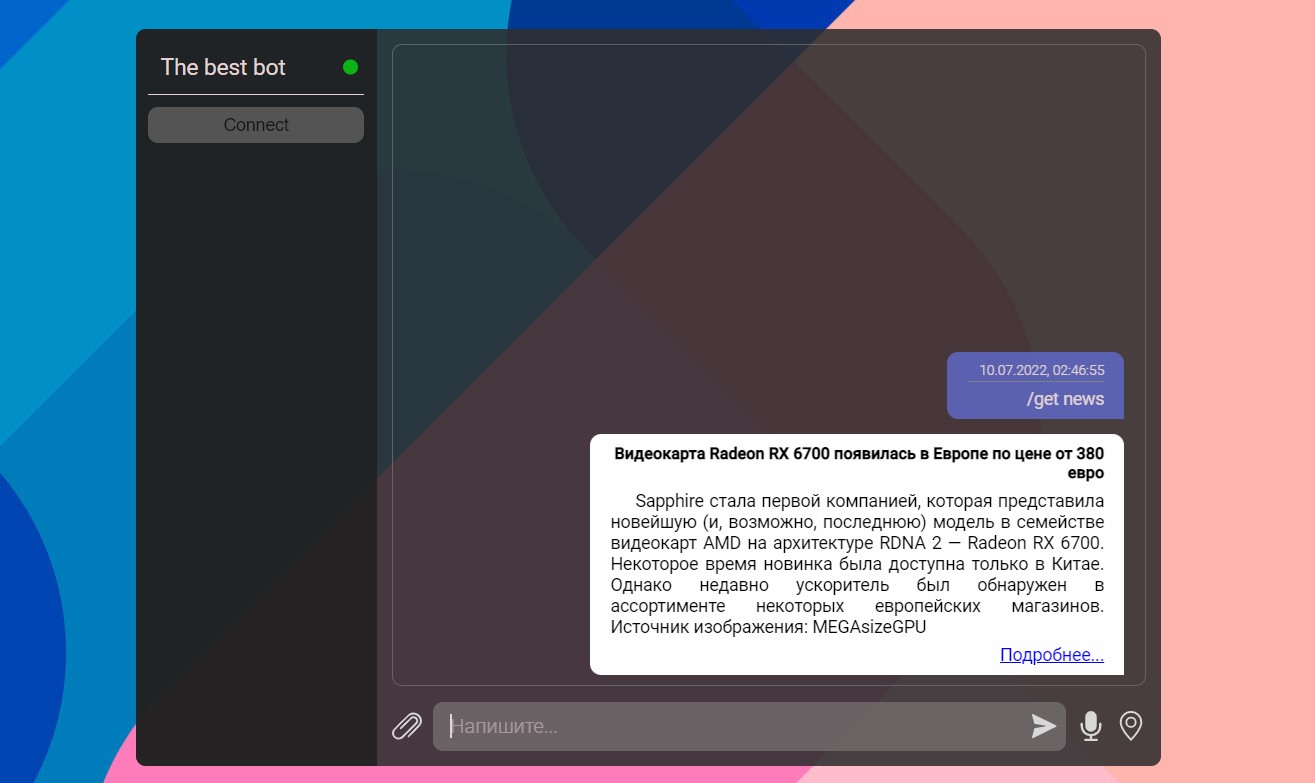 The best bot
Connect
10.07.2022, 02:46:55
/get news
Видеокарта Radeon RX 6700 появилась в Европе по цене от 380
евро
Sapphire стала первой компанией, которая представила
новейшую (и, возможно, последнюю) модель в семействе
видеокарт AMD на архитектуре RDNA 2 — Radeon RX 6700.
Некоторое время новинка была доступна только в Китае.
Однако недавно ускоритель был обнаружен в
ассортименте некоторых европейских магазинов.
Источник изображения: MEGAsizeGPU
Подробнее...
Напишите...